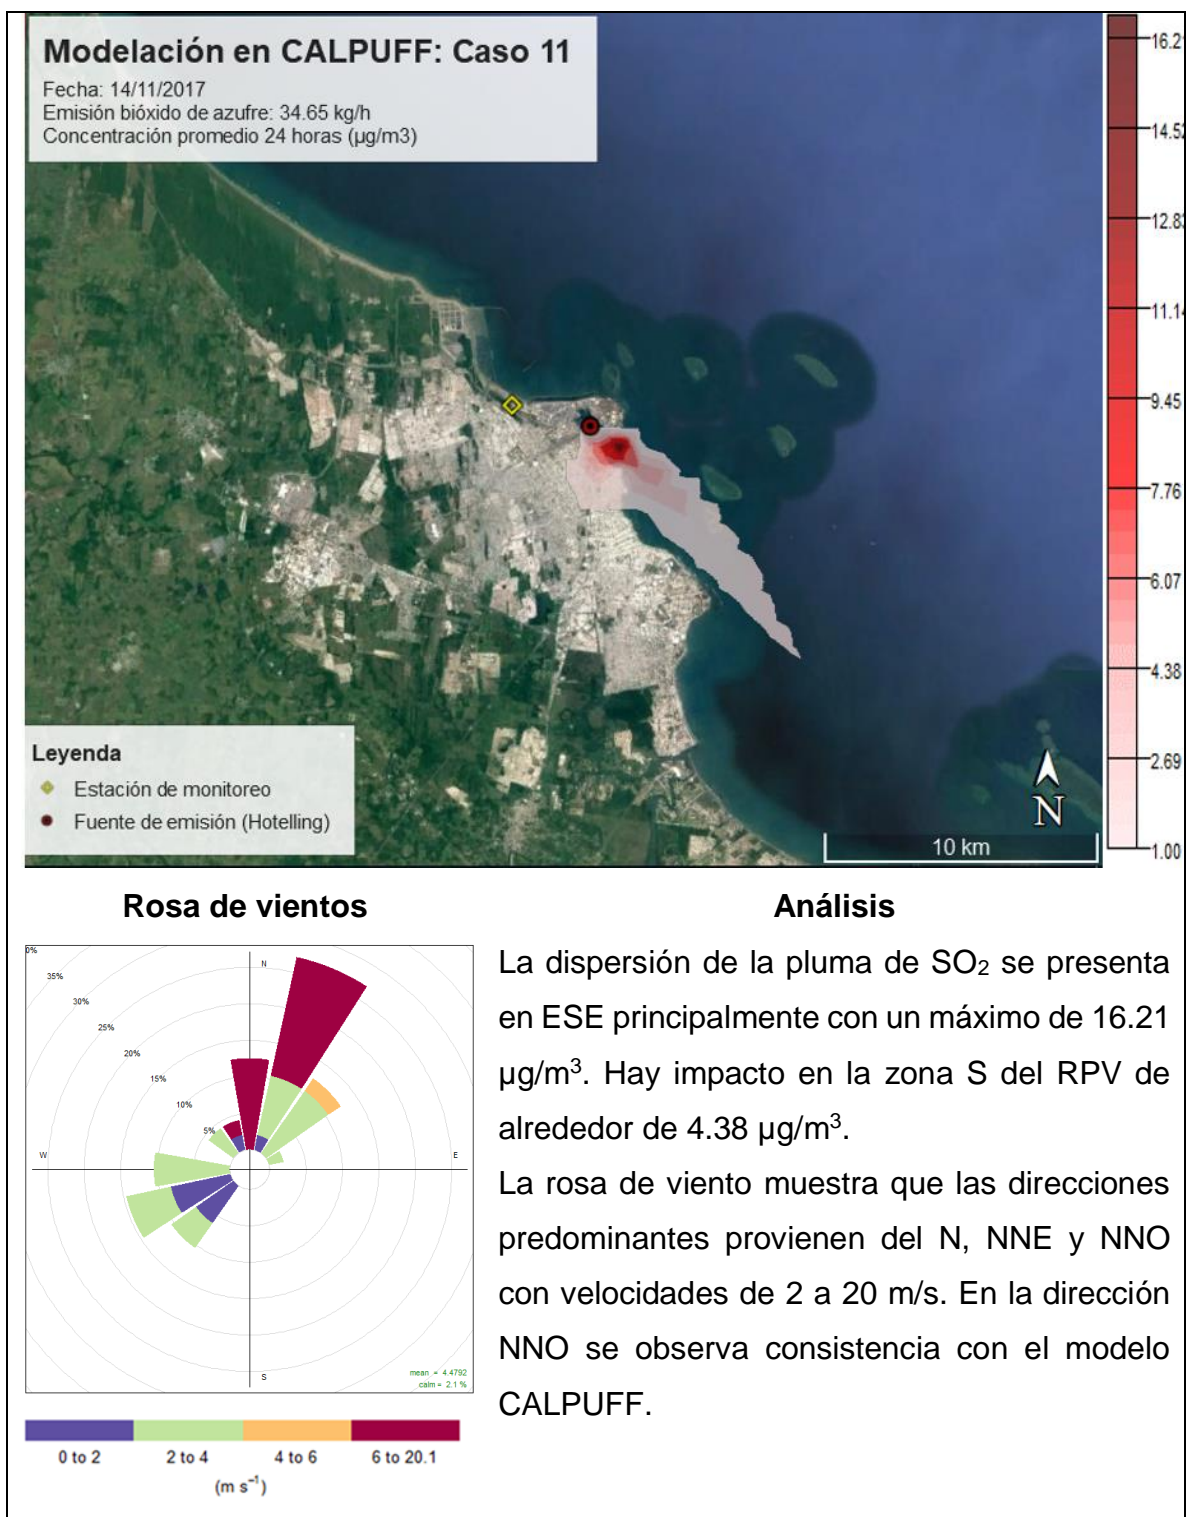 Modelación en CALPUFF: Caso 11
Fecha: 14/11/2017
Emisión bióxido de azufre: 34.65 kg/h
Concentración promedio 24 horas (µg/m3)
16.21
14.52
12.83
11.14
9.45
7.76
6.07
4.38
2.69
1.00
Leyenda
Estación de monitoreo
Fuente de emisión (Hotelling)
N
10 km
Rosa de vientos
0%
35%
30%
25%
20%
15%
10%
5%
N
W
E
S
mean = 4.4792
calm = 2.1 %
0 to 2
2 to 4
4 to 6
6 to 20.1
(m s⁻¹)
Análisis
La dispersión de la pluma de SO₂ se presenta
en ESE principalmente con un máximo de 16.21
µg/m³. Hay impacto en la zona S del RPV de
alrededor de 4.38 µg/m³.
La rosa de viento muestra que las direcciones
predominantes provienen del N, NNE y NNO
con velocidades de 2 a 20 m/s. En la dirección
NNO se observa consistencia con el modelo
CALPUFF.